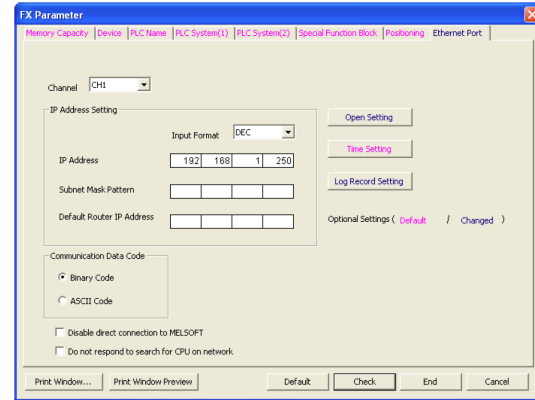 FX Parameter
Memory Capacity Device PLC Name PLC System(1) PLC System(2) Special Function Block Positioning Ethernet Port
Channel CH1
IP Address Setting
Input Format DEC
IP Address 192 168 1 250
Subnet Mask Pattern
Default Router IP Address
Open Setting
Time Setting
Log Record Setting
Optional Settings ( Default / Changed )
Communication Data Code
Binary Code
ASCII Code
Disable direct connection to MELSOFT
Do not respond to search for CPU on network
Print Window... Print Window Preview Default Check End Cancel